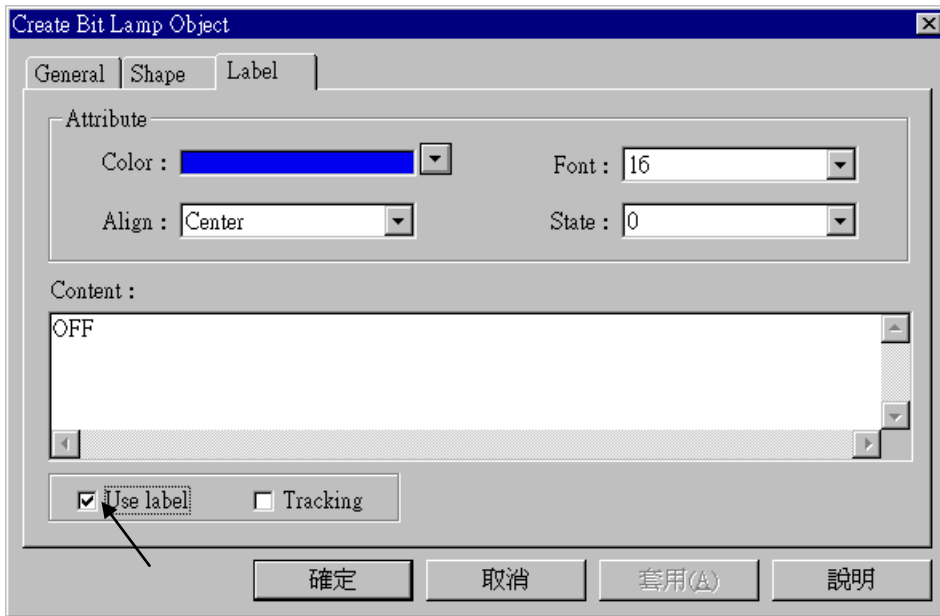 Create Bit Lamp Object
General Shape Label
Attribute
Color : Font : 16
Align : Center State : 0
Content :
OFF
Use label Tracking
確定 取消 套用(A) 說明